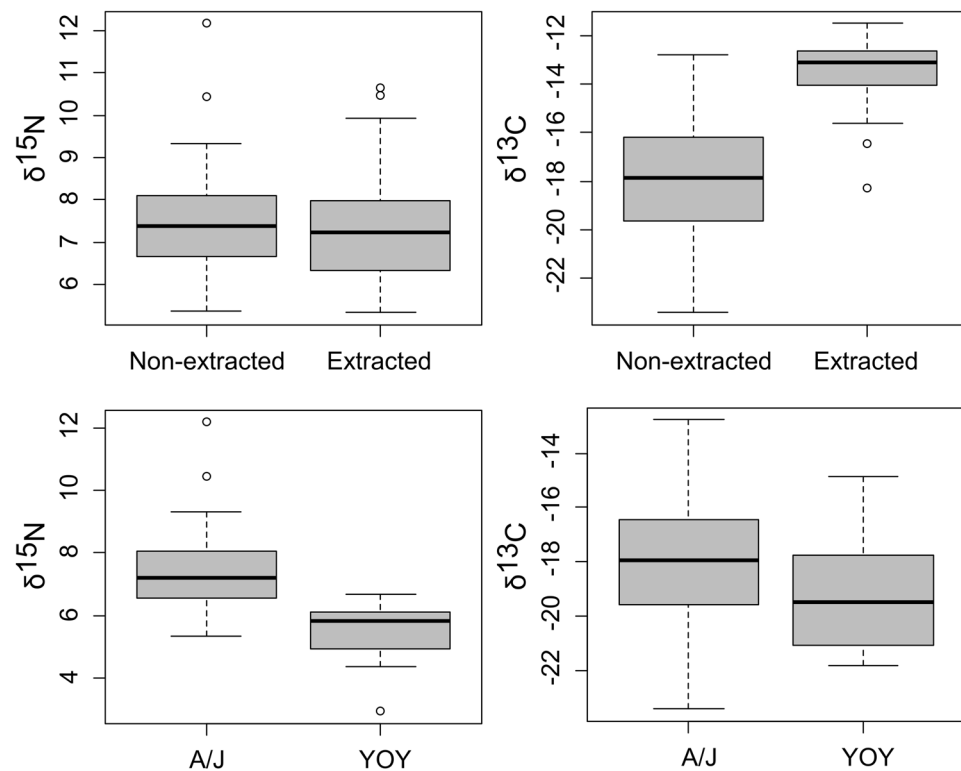 δ15N
12
11
10
9
8
7
6
Non-extracted
Extracted
δ13C
-12
-14
-16
-18
-20
-22
Non-extracted
Extracted
δ15N
12
10
8
6
4
A/J
YOY
δ13C
-14
-16
-18
-20
-22
A/J
YOY